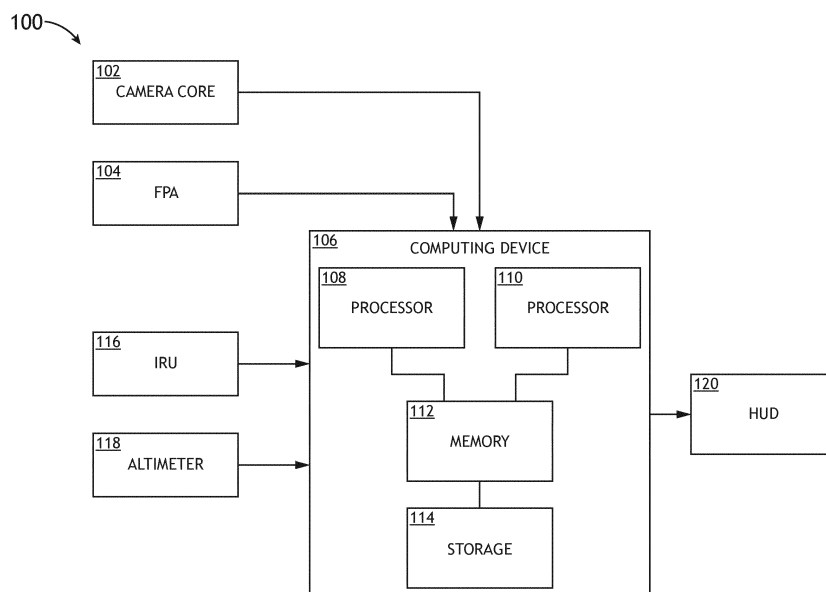 100
102
CAMERA CORE
104
FPA
106
COMPUTING DEVICE
108
PROCESSOR
110
PROCESSOR
116
IRU
112
MEMORY
120
HUD
118
ALTIMETER
114
STORAGE